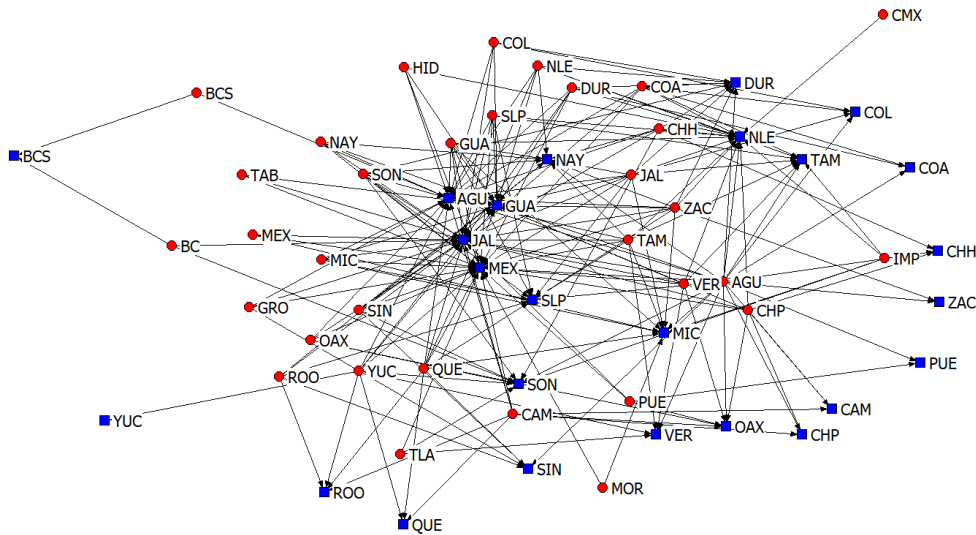 CMX
COL
HID
NLE
DUR
COA
DUR
BCS
SLP
COL
CHH
NLE
NAY
GUA
BCS
NAY
TAM
COA
TAB
SON
JAL
AGU
GUA
ZAC
MEX
JAL
TAM
BC
CHH
MIC
IMP
MEX
VER
AGU
SLP
ZAC
GRO
SIN
CHP
MIC
OAX
PUE
QUE
YUC
ROO
SON
PUE
CAM
CAM
YUC
OAX
VER
CHP
TLA
SIN
MOR
ROO
QUE